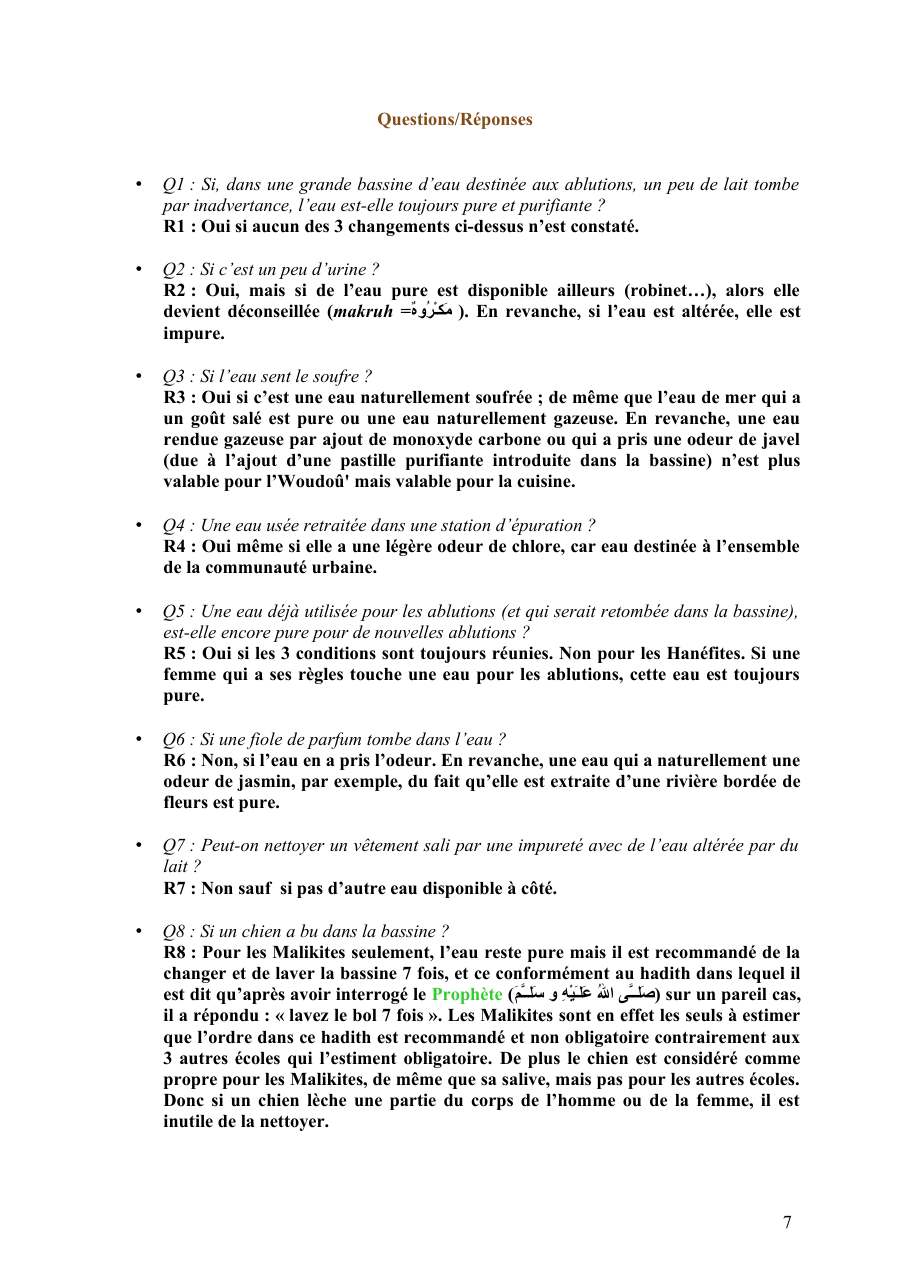 Questions/Réponses
• Q1 : Si, dans une grande bassine d’eau destinée aux ablutions, un peu de lait tombe
par inadvertance, l’eau est-elle toujours pure et purifiante ?
R1 : Oui si aucun des 3 changements ci-dessus n’est constaté.
• Q2 : Si c’est un peu d’urine ?
R2 : Oui, mais si de l’eau pure est disponible ailleurs (robinet…), alors elle
devient déconseillée (makruh =مَكـْرُوهٌ ). En revanche, si l’eau est altérée, elle est
impure.
• Q3 : Si l’eau sent le soufre ?
R3 : Oui si c’est une eau naturellement soufrée ; de même que l’eau de mer qui a
un goût salé est pure ou une eau naturellement gazeuse. En revanche, une eau
rendue gazeuse par ajout de monoxyde carbone ou qui a pris une odeur de javel
(due à l’ajout d’une pastille purifiante introduite dans la bassine) n’est plus
valable pour l’Woudoû' mais valable pour la cuisine.
• Q4 : Une eau usée retraitée dans une station d’épuration ?
R4 : Oui même si elle a une légère odeur de chlore, car eau destinée à l’ensemble
de la communauté urbaine.
• Q5 : Une eau déjà utilisée pour les ablutions (et qui serait retombée dans la bassine),
est-elle encore pure pour de nouvelles ablutions ?
R5 : Oui si les 3 conditions sont toujours réunies. Non pour les Hanéfites. Si une
femme qui a ses règles touche une eau pour les ablutions, cette eau est toujours
pure.
• Q6 : Si une fiole de parfum tombe dans l’eau ?
R6 : Non, si l’eau en a pris l’odeur. En revanche, une eau qui a naturellement une
odeur de jasmin, par exemple, du fait qu’elle est extraite d’une rivière bordée de
fleurs est pure.
• Q7 : Peut-on nettoyer un vêtement sali par une impureté avec de l’eau altérée par du
lait ?
R7 : Non sauf si pas d’autre eau disponible à côté.
• Q8 : Si un chien a bu dans la bassine ?
R8 : Pour les Malikites seulement, l’eau reste pure mais il est recommandé de la
changer et de laver la bassine 7 fois, et ce conformément au hadith dans lequel il
est dit qu’après avoir interrogé le Prophète (صَلـَّى اللهُ عَلـَيْهِ و سَلـَّمَ) sur un pareil cas,
il a répondu : « lavez le bol 7 fois ». Les Malikites sont en effet les seuls à estimer
que l’ordre dans ce hadith est recommandé et non obligatoire contrairement aux
3 autres écoles qui l’estiment obligatoire. De plus le chien est considéré comme
propre pour les Malikites, de même que sa salive, mais pas pour les autres écoles.
Donc si un chien lèche une partie du corps de l’homme ou de la femme, il est
inutile de la nettoyer.
7